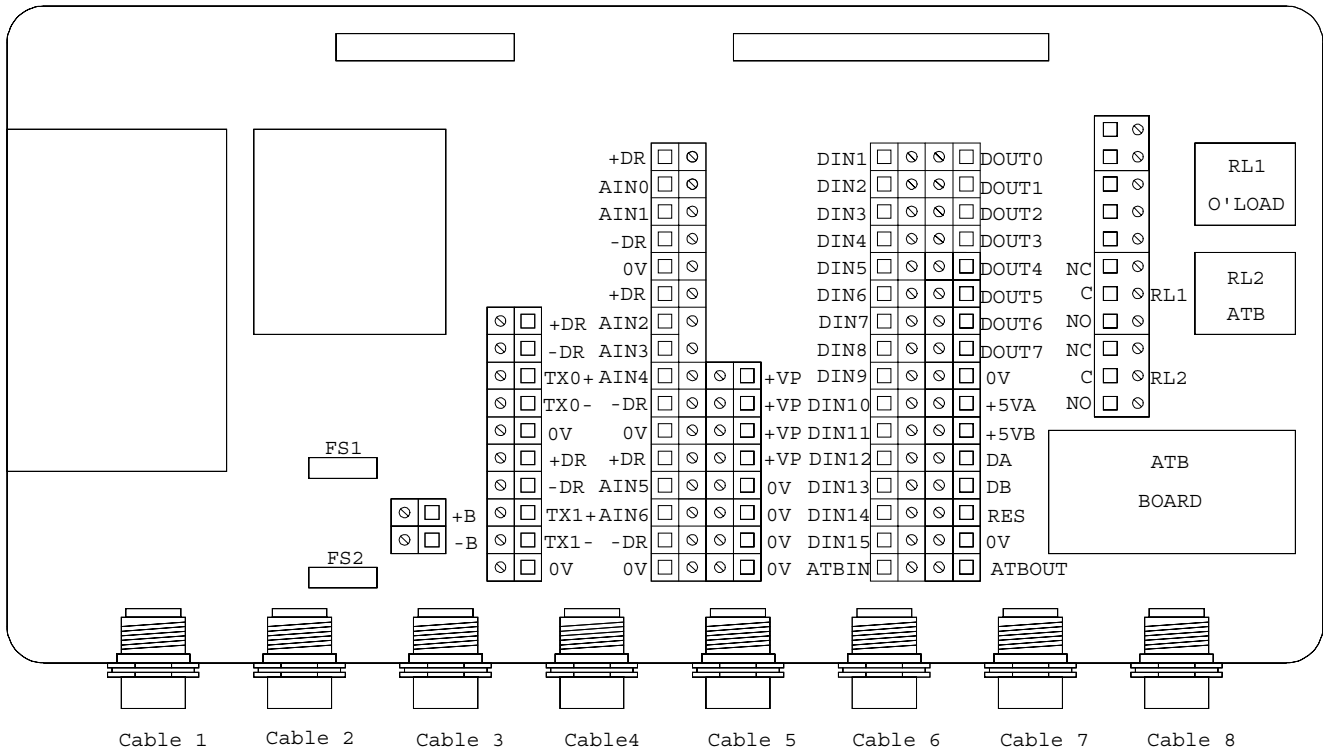 +DR DIN1 DOUT0 RL1
AIN0 DIN2 DOUT1
AIN1 DIN3 DOUT2 O'LOAD
-DR DIN4 DOUT3
0V DIN5 DOUT4 NC
+DR DIN6 DOUT5 C RL1 RL2
+DR AIN2 DIN7 DOUT6 NO ATB
-DR AIN3 DIN8 DOUT7 NC
TX0+ AIN4 +VP DIN9 0V C RL2
TX0- -DR +VP DIN10 +5VA NO
0V 0V +VP DIN11 +5VB
FS1 +DR +DR +VP DIN12 DA ATB
-DR AIN5 0V DIN13 DB BOARD
+B TX1+ AIN6 0V DIN14 RES
-B TX1- -DR 0V DIN15 0V
FS2 0V 0V 0V ATBIN ATBOUT
Cable 1 Cable 2 Cable 3 Cable4 Cable 5 Cable 6 Cable 7 Cable 8